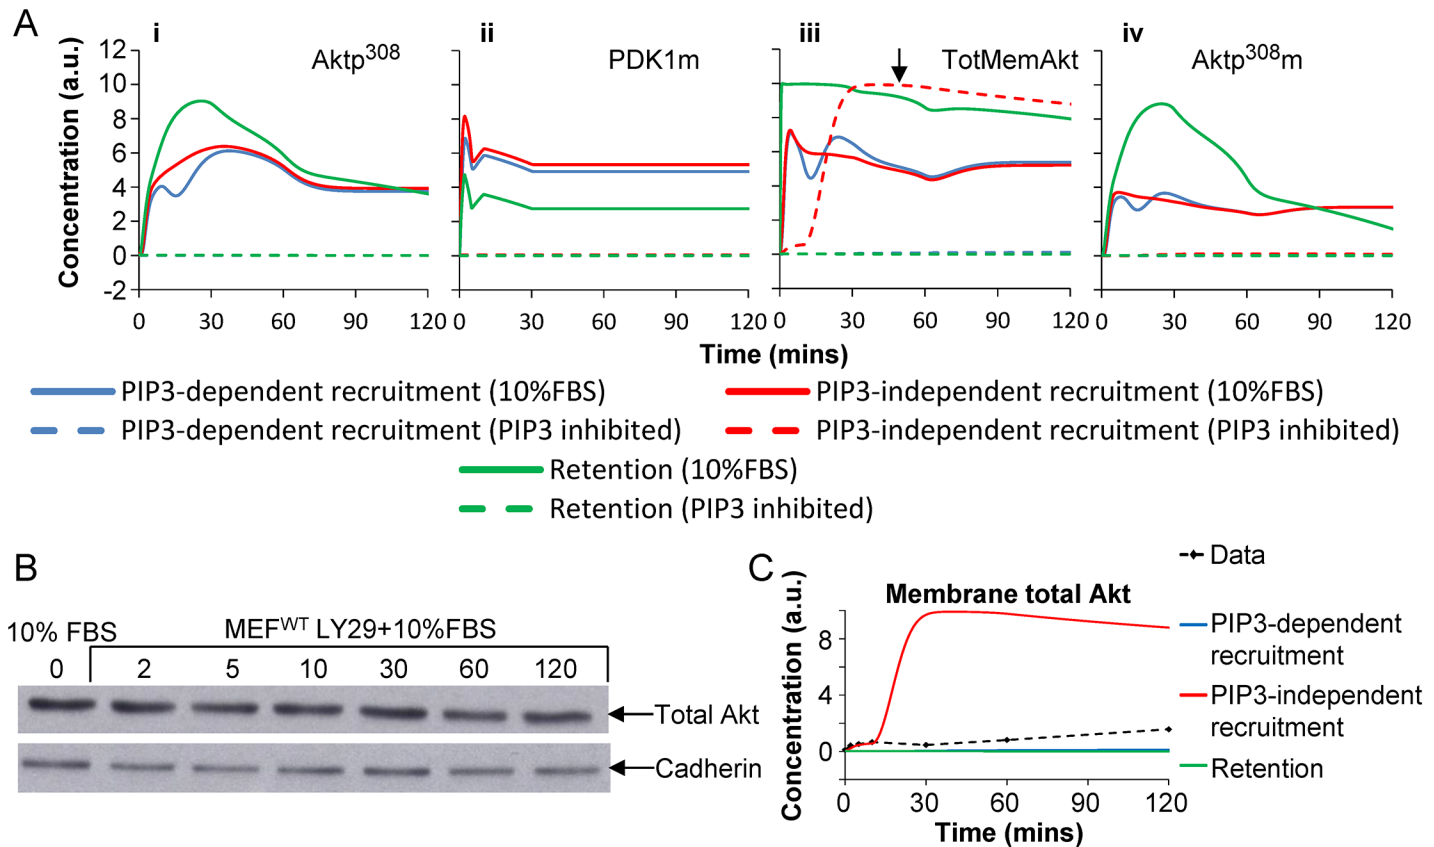 A
i
ii
iii
iv
Aktp308
PDK1m
TotMemAkt
Aktp308m
Concentration (a.u.)
12
10
8
6
4
2
0
-2
0 30 60 90 120 0 30 60 90 120 0 30 60 90 120 0 30 60 90 120
Time (mins)
PIP3-dependent recruitment (10%FBS)
PIP3-independent recruitment (10%FBS)
PIP3-dependent recruitment (PIP3 inhibited)
PIP3-independent recruitment (PIP3 inhibited)
Retention (10%FBS)
Retention (PIP3 inhibited)
B
10% FBS
MEFWT LY29+10%FBS
0 2 5 10 30 60 120
Total Akt
Cadherin
C
Membrane total Akt
Concentration (a.u.)
8
4
0
0 30 60 90 120
Time (mins)
Data
PIP3-dependent
recruitment
PIP3-independent
recruitment
Retention